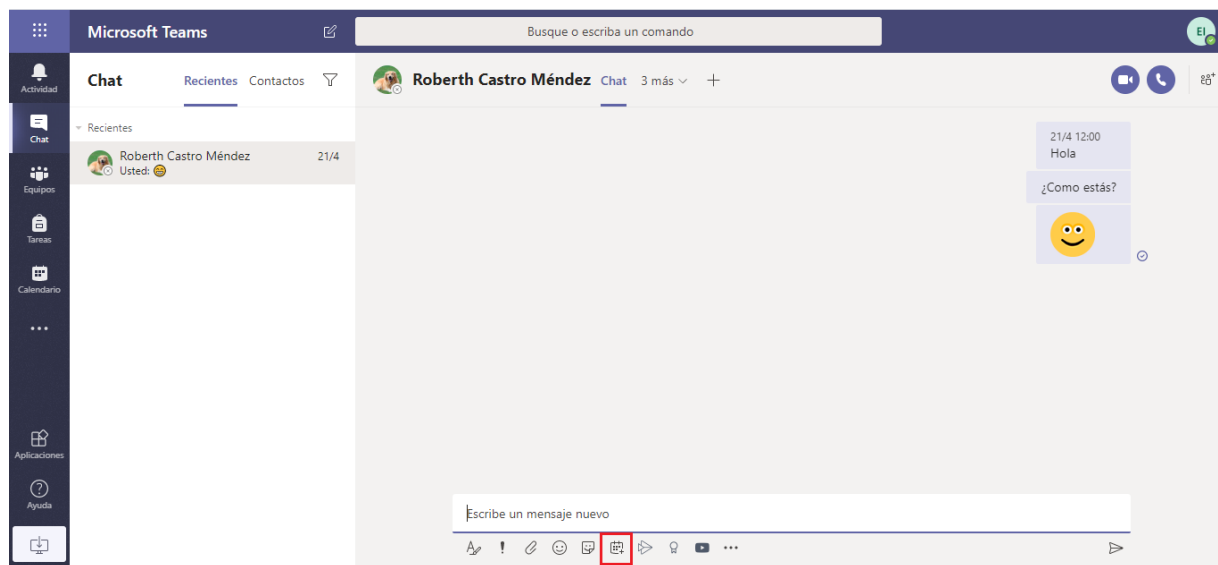 Microsoft Teams
Busque o escriba un comando
EI
Actividad
Chat
Equipos
Tareas
Calendario
Aplicaciones
Ayuda
Chat Recientes Contactos
Recientes
Roberth Castro Méndez 21/4
Usted: 😄
Roberth Castro Méndez Chat 3 más
21/4 12:00
Hola
¿Como estás?
Escribe un mensaje nuevo